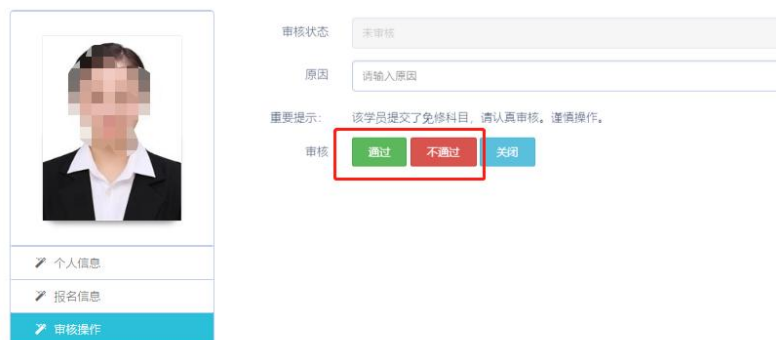 审核状态 未审核
原因 请输入原因
重要提示： 该学员提交了免修科目，请认真审核。谨慎操作。
审核 通过 不通过 关闭
个人信息
报名信息
审核操作